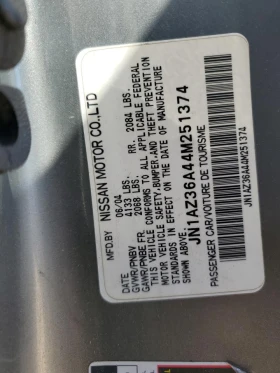 MFD.BY NISSAN MOTOR CO.,LTD
DATE 06/04
GVWR/PNBV 4133 LBS.
GAWR/PNBE FR. 2088 LBS. RR. 2084 LBS.
THIS VEHICLE CONFORMS TO ALL APPLICABLE FEDERAL
MOTOR VEHICLE SAFETY,BUMPER,AND THEFT PREVENTION
STANDARDS IN EFFECT ON THE DATE OF MANUFACTURE
SHOWN ABOVE.
JN1AZ36A44M251374
PASSENGER CAR/VOITURE DE TOURISME
JN1AZ36A44M251374